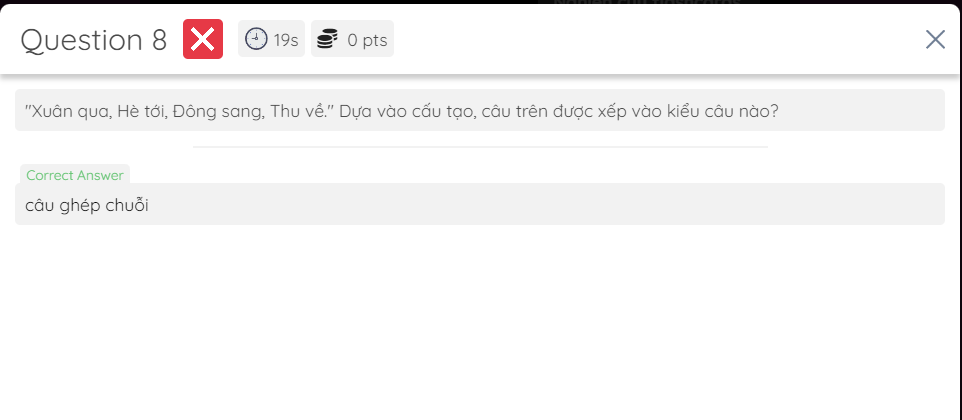 Question 8 19s 0 pts
"Xuân qua, Hè tới, Đông sang, Thu về." Dựa vào cấu tạo, câu trên được xếp vào kiểu câu nào?
Correct Answer
câu ghép chuỗi